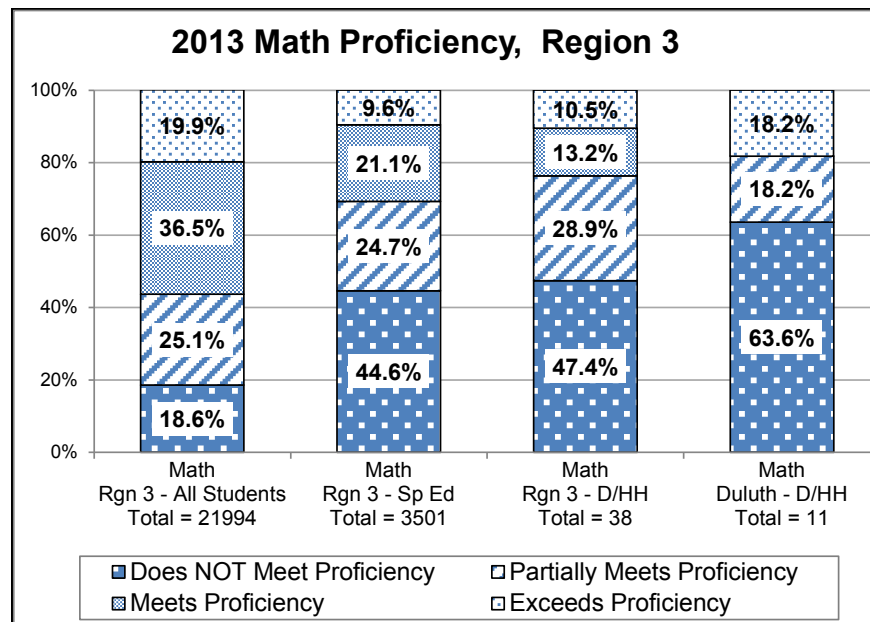 2013 Math Proficiency, Region 3
100%
80%
60%
40%
20%
0%
19.9%
36.5%
25.1%
18.6%
9.6%
21.1%
24.7%
44.6%
10.5%
13.2%
28.9%
47.4%
18.2%
18.2%
63.6%
Math
Rgn 3 - All Students
Total = 21994
Math
Rgn 3 - Sp Ed
Total = 3501
Math
Rgn 3 - D/HH
Total = 38
Math
Duluth - D/HH
Total = 11
Does NOT Meet Proficiency
Partially Meets Proficiency
Meets Proficiency
Exceeds Proficiency